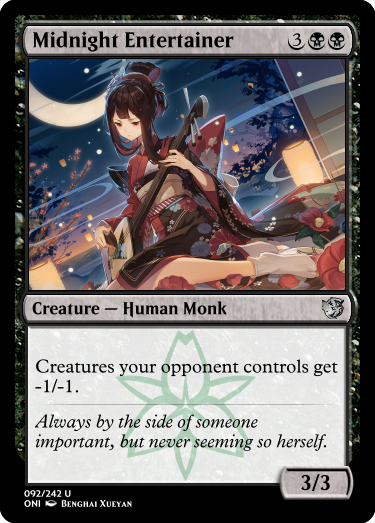 Midnight Entertainer 3
Creature — Human Monk
Creatures your opponent controls get
-1/-1.
Always by the side of someone
important, but never seeming so herself.
3/3
092/242 U
ONI Benghai Xueyan